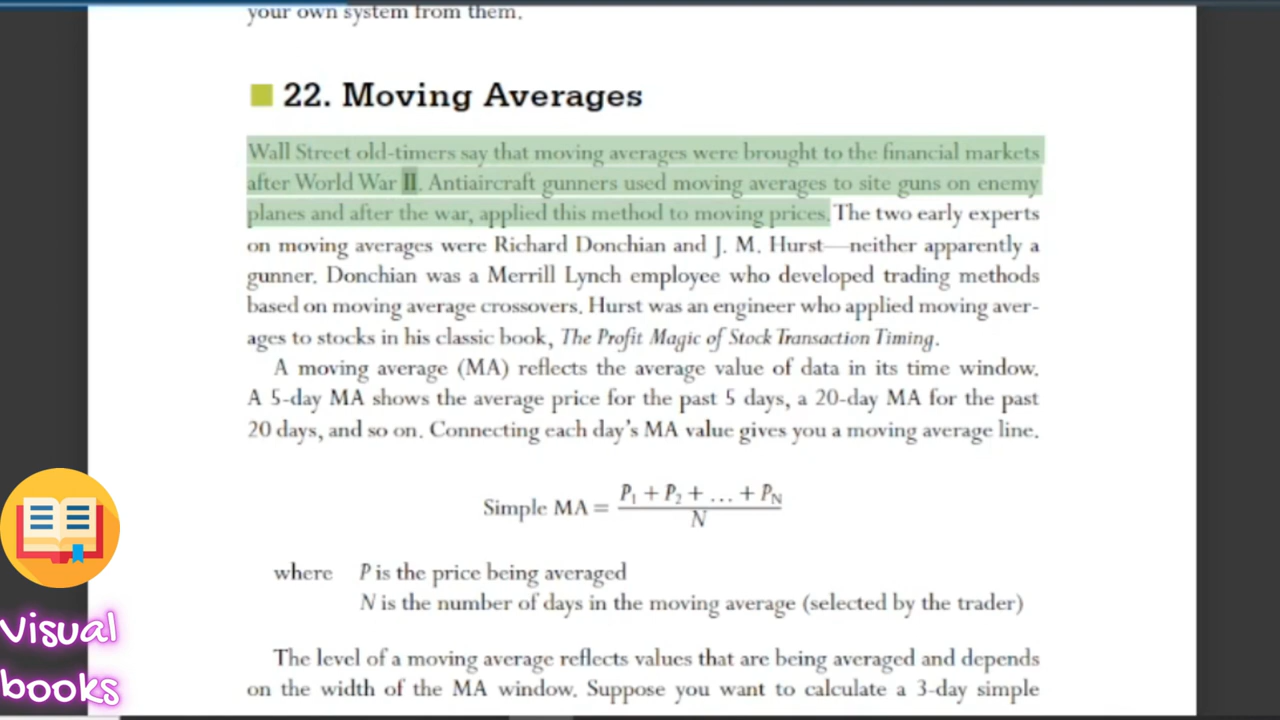 your own system from them.
22. Moving Averages
Wall Street old-timers say that moving averages were brought to the financial markets
after World War II. Antiaircraft gunners used moving averages to site guns on enemy
planes and after the war, applied this method to moving prices. The two early experts
on moving averages were Richard Donchian and J. M. Hurst—neither apparently a
gunner. Donchian was a Merrill Lynch employee who developed trading methods
based on moving average crossovers. Hurst was an engineer who applied moving aver-
ages to stocks in his classic book, The Profit Magic of Stock Transaction Timing.
A moving average (MA) reflects the average value of data in its time window.
A 5-day MA shows the average price for the past 5 days, a 20-day MA for the past
20 days, and so on. Connecting each day's MA value gives you a moving average line.
Simple MA = (P₁ + P₂ + … + P_N) / N
where P is the price being averaged
N is the number of days in the moving average (selected by the trader)
The level of a moving average reflects values that are being averaged and depends
on the width of the MA window. Suppose you want to calculate a 3-day simple
Visual
books